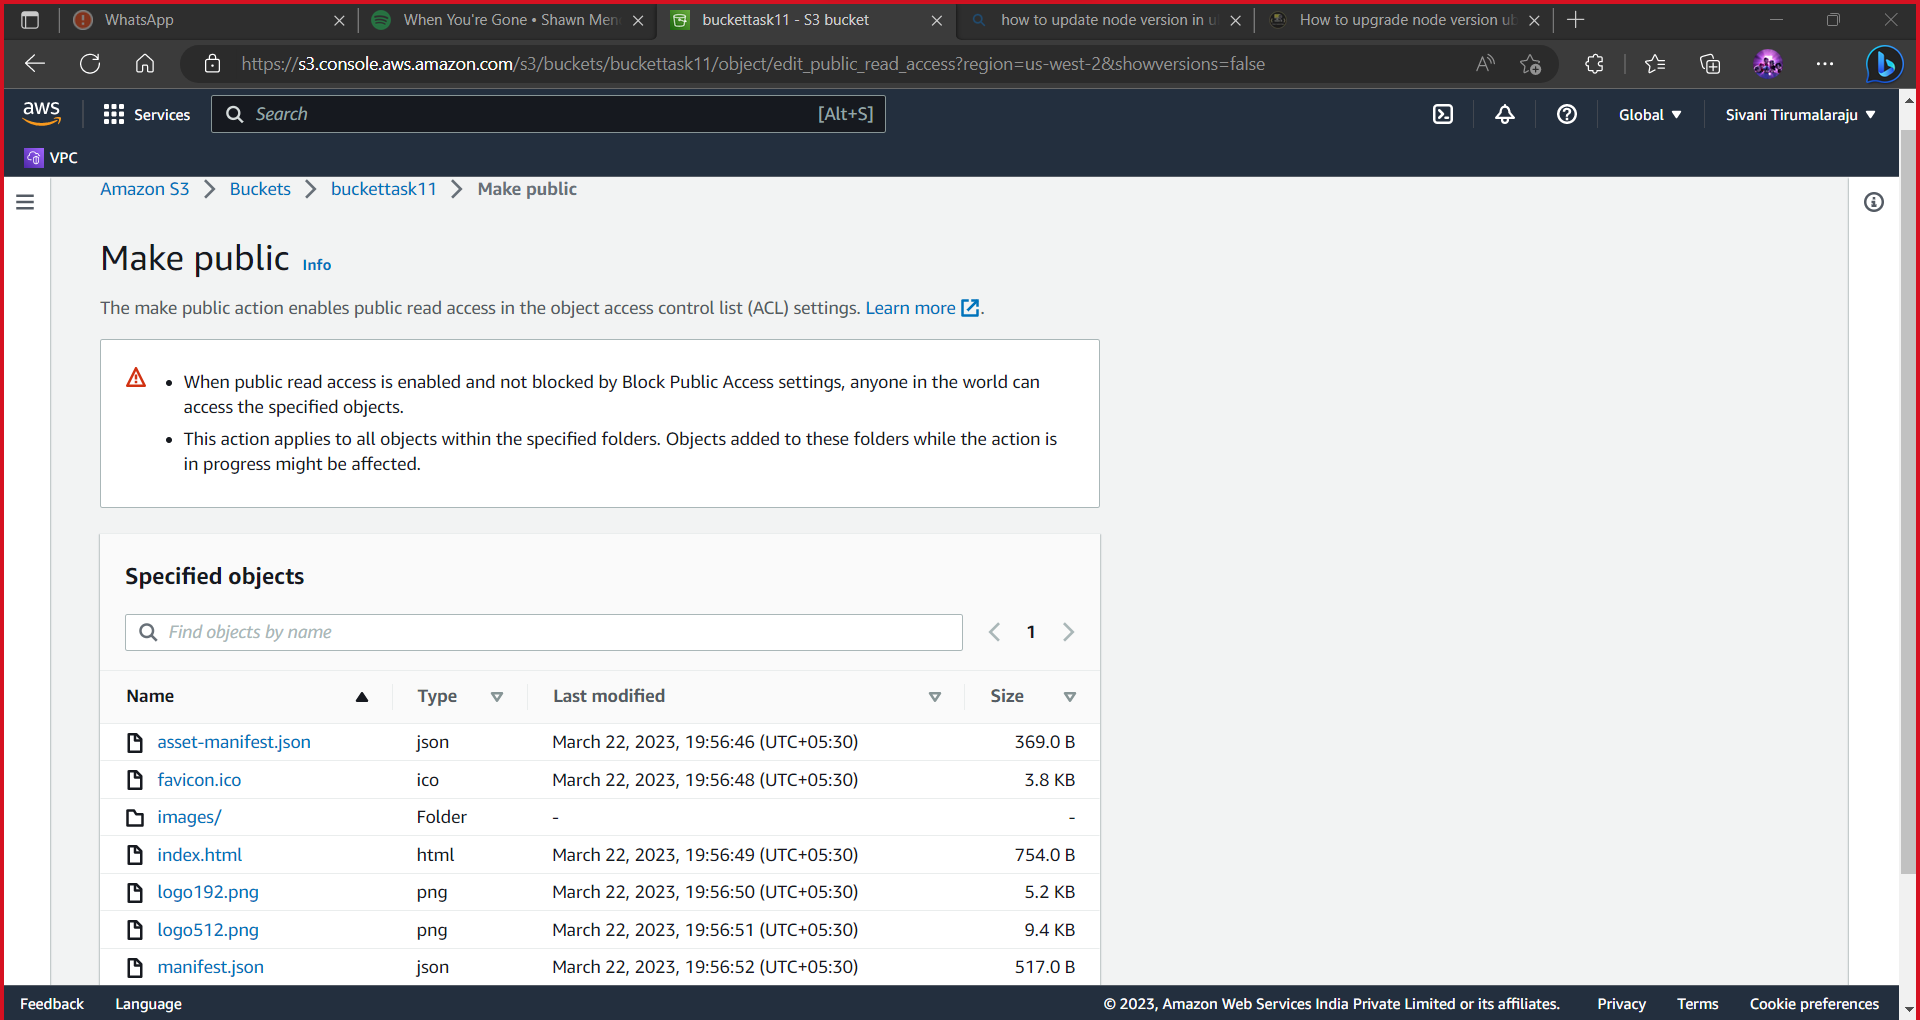 WhatsApp
When You're Gone • Shawn Men
buckettask11 - S3 bucket
how to update node version in u
How to upgrade node version ub
https://s3.console.aws.amazon.com/s3/buckets/buckettask11/object/edit_public_read_access?region=us-west-2&showversions=false
aws
Services
Search
[Alt+S]
Global
Sivani Tirumalaraju
VPC
Amazon S3 > Buckets > buckettask11 > Make public
Make public Info
The make public action enables public read access in the object access control list (ACL) settings. Learn more.
• When public read access is enabled and not blocked by Block Public Access settings, anyone in the world can
access the specified objects.
• This action applies to all objects within the specified folders. Objects added to these folders while the action is
in progress might be affected.
Specified objects
Find objects by name
1
Name Type Last modified Size
asset-manifest.json json March 22, 2023, 19:56:46 (UTC+05:30) 369.0 B
favicon.ico ico March 22, 2023, 19:56:48 (UTC+05:30) 3.8 KB
images/ Folder - -
index.html html March 22, 2023, 19:56:49 (UTC+05:30) 754.0 B
logo192.png png March 22, 2023, 19:56:50 (UTC+05:30) 5.2 KB
logo512.png png March 22, 2023, 19:56:51 (UTC+05:30) 9.4 KB
manifest.json json March 22, 2023, 19:56:52 (UTC+05:30) 517.0 B
Feedback Language © 2023, Amazon Web Services India Private Limited or its affiliates. Privacy Terms Cookie preferences